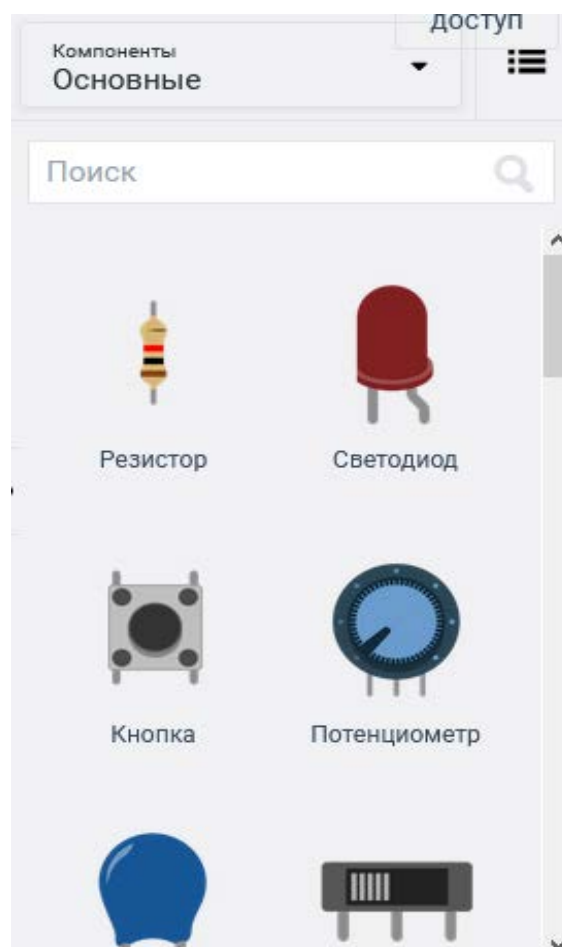 доступ
Компоненты
Основные
Поиск
Резистор
Светодиод
Кнопка
Потенциометр